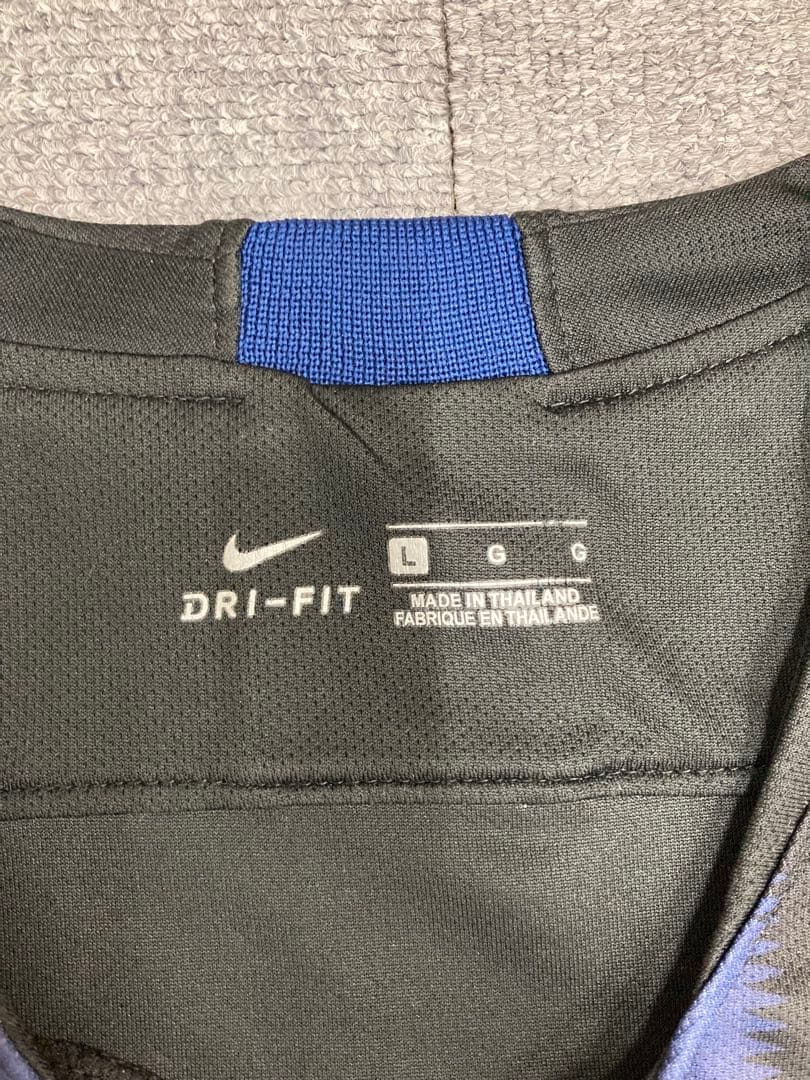 DRI-FIT
L G G
MADE IN THAILAND
FABRIQUE EN THAILANDE